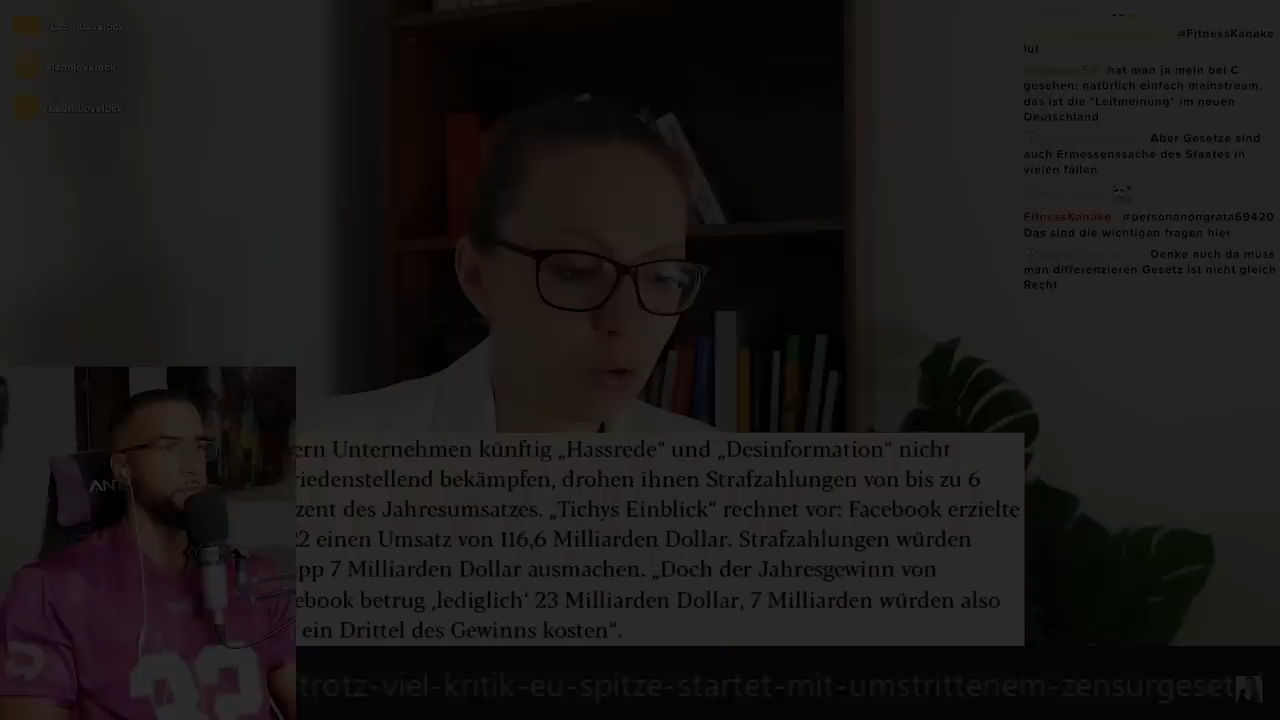 /Leon Lovelock
/Leon Lovelock
@FitnessKanake
lul
hat man ja mein bei C
gesehen: natürlich einfach mainstream,
das ist die "Leitmeinung" im neuen
Deutschland
Aber Gesetze sind
auch Ermessenssache des Staates in
vielen fällen
FitnessKanake @personanongrata69420
Das sind die wichtigen fragen hier
Denke auch da muss
man differenzieren Gesetz ist nicht gleich
Recht
ANT
ern Unternehmen künftig „Hassrede“ und „Desinformation“ nicht
riedenstellend bekämpfen, drohen ihnen Strafzahlungen von bis zu 6
zent des Jahresumsatzes. „Tichys Einblick“ rechnet vor: Facebook erzielte
22 einen Umsatz von 116,6 Milliarden Dollar. Strafzahlungen würden
pp 7 Milliarden Dollar ausmachen. „Doch der Jahresgewinn von
ebook betrug ‚lediglich‘ 23 Milliarden Dollar, 7 Milliarden würden also
ein Drittel des Gewinns kosten“.
trotz-viel-kritik-eu-spitze-startet-mit-umstrittenem-zensurgeset